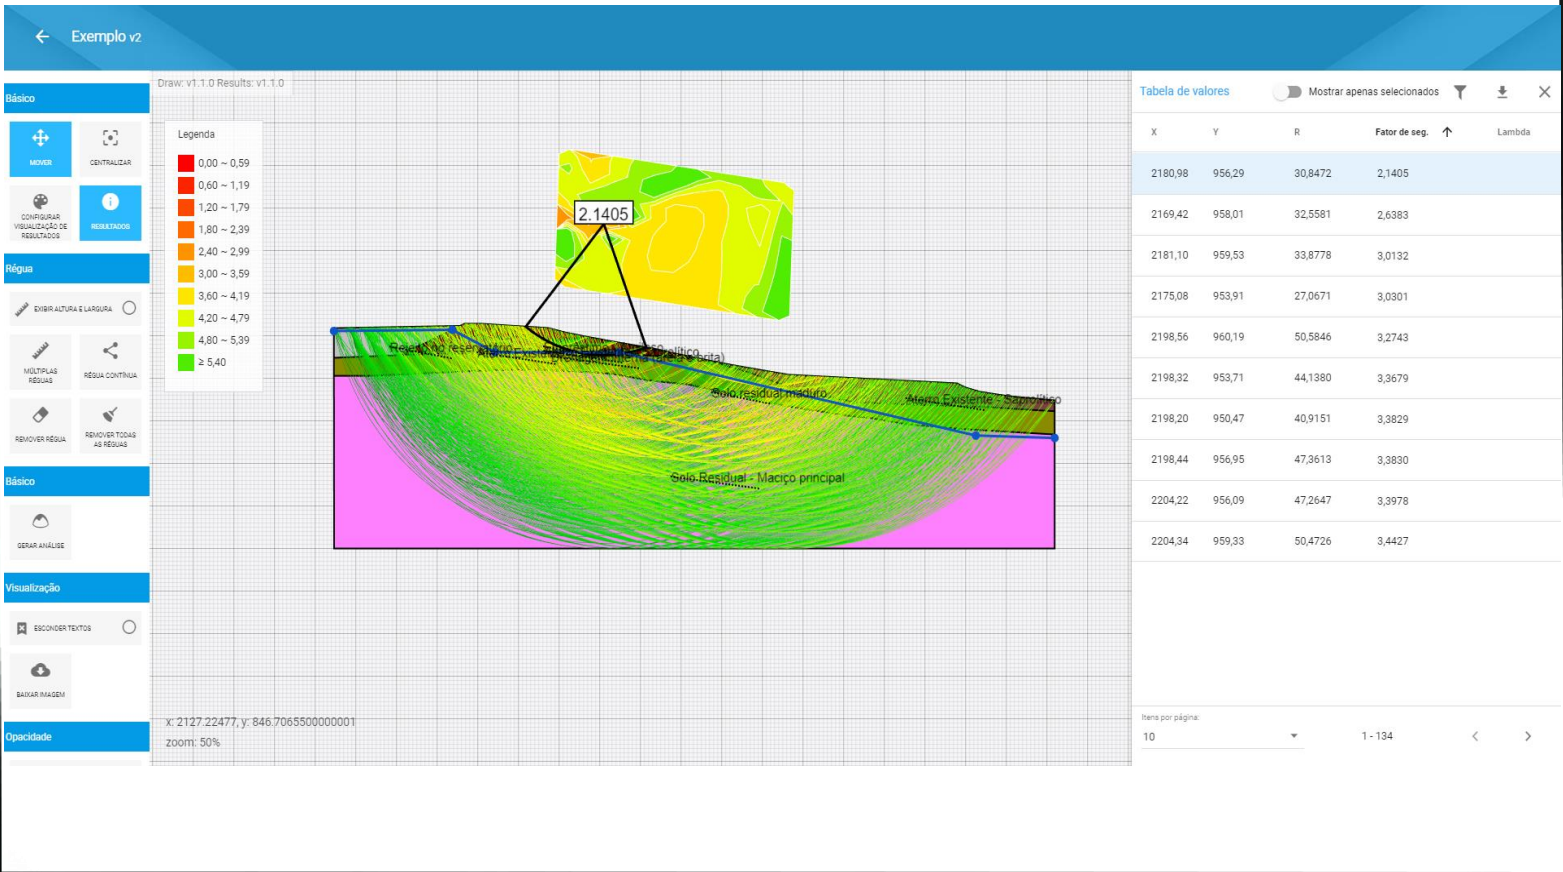 Exemplo v2
Draw: v1.1.0 Results: v1.1.0
Básico
MOVER
CENTRALIZAR
CONFIGURAR
VISUALIZAÇÃO DE
RESULTADOS
RESULTADOS
Régua
EXIBIR ALTURA E LARGURA
MÚLTIPLAS
RÉGUAS
RÉGUA CONTÍNUA
REMOVER RÉGUA
REMOVER TODAS
AS RÉGUAS
Básico
GERAR ANÁLISE
Visualização
ESCONDER TEXTOS
BAIXAR IMAGEM
Opacidade
Legenda
0,00 ~ 0,59
0,60 ~ 1,19
1,20 ~ 1,79
1,80 ~ 2,39
2,40 ~ 2,99
3,00 ~ 3,59
3,60 ~ 4,19
4,20 ~ 4,79
4,80 ~ 5,39
≥ 5,40
2.1405
Solo residual maduro
Aterro Existente - Saprolítico
Solo Residual - Maciço principal
x: 2127.22477, y: 846.7065500000001
zoom: 50%
Tabela de valores
Mostrar apenas selecionados
X Y R Fator de seg. Lambda
2180,98 956,29 30,8472 2,1405
2169,42 958,01 32,5581 2,6383
2181,10 959,53 33,8778 3,0132
2175,08 953,91 27,0671 3,0301
2198,56 960,19 50,5846 3,2743
2198,32 953,71 44,1380 3,3679
2198,20 950,47 40,9151 3,3829
2198,44 956,95 47,3613 3,3830
2204,22 956,09 47,2647 3,3978
2204,34 959,33 50,4726 3,4427
Itens por página:
10
1 - 134